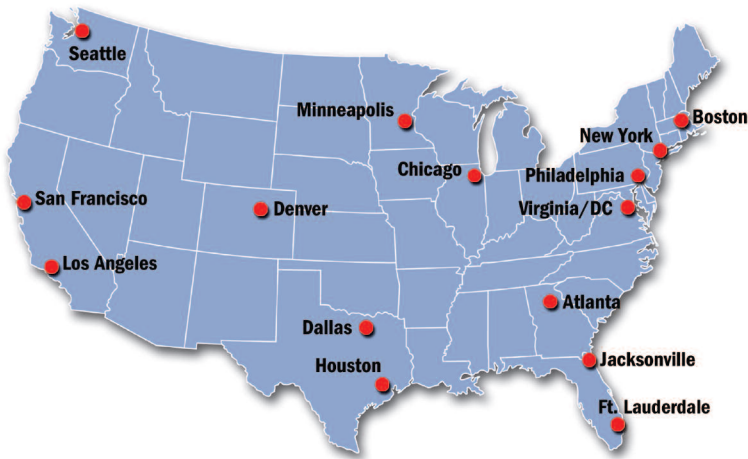 Seattle
Minneapolis
Boston
New York
Chicago
Philadelphia
San Francisco
Denver
Virginia/DC
Los Angeles
Atlanta
Dallas
Jacksonville
Houston
Ft. Lauderdale